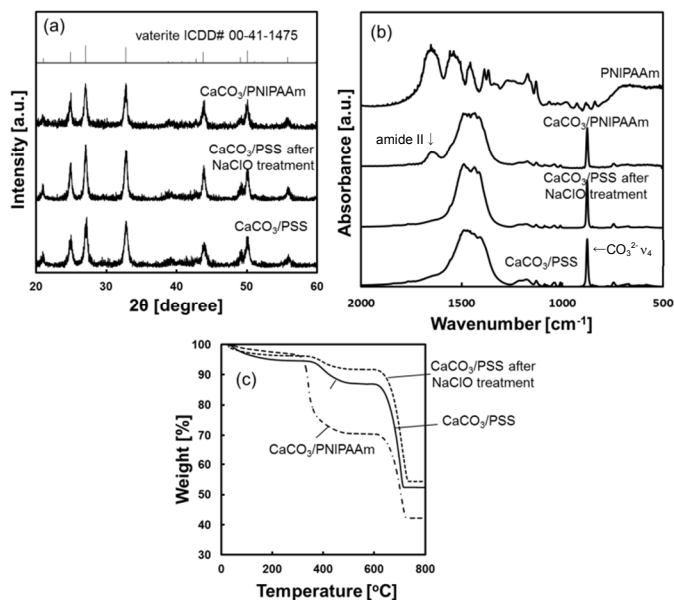 (a)
vaterite ICDD# 00-41-1475
CaCO3/PNIPAAm
CaCO3/PSS after
NaClO treatment
CaCO3/PSS
Intensity [a.u.]
20 30 40 50 60
2θ [degree]
(b)
PNIPAAm
CaCO3/PNIPAAm
amide II ↓
CaCO3/PSS after
NaClO treatment
←CO3²⁻ ν4
CaCO3/PSS
Absorbance [a.u.]
2000 1500 1000 500
Wavenumber [cm⁻¹]
100
90
80
70
60
50
40
30
(c)
CaCO3/PSS after
NaClO treatment
CaCO3/PSS
CaCO3/PNIPAAm
Weight [%]
0 200 400 600 800
Temperature [°C]